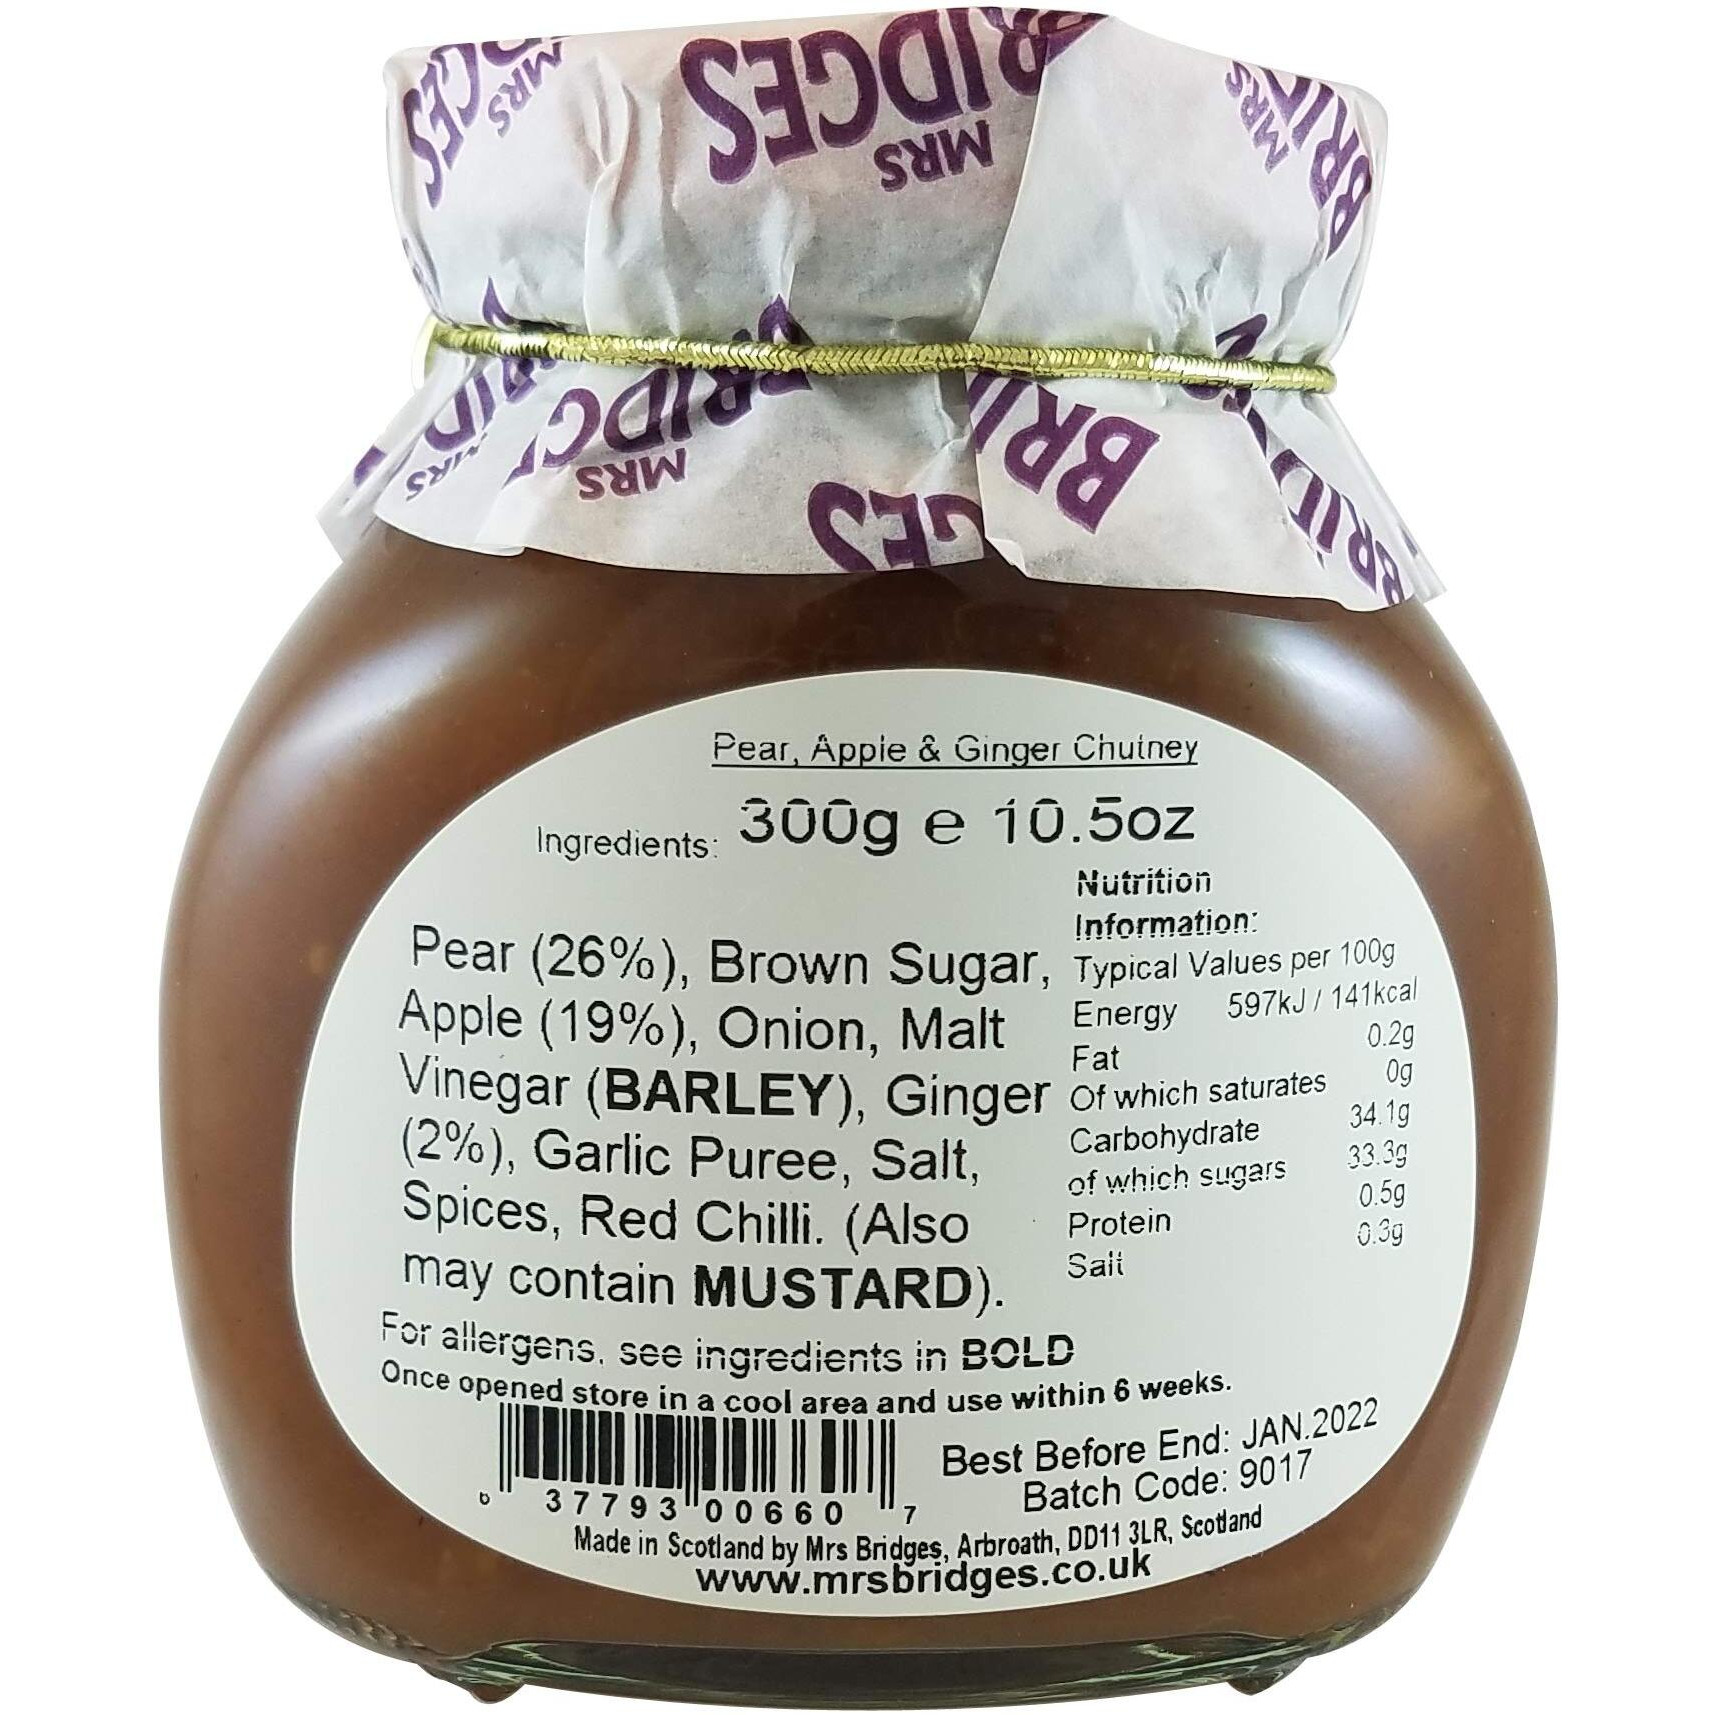 BRIDGES
MRS
MRS
BRIDGES
MRS
BRIDGES
MRS
BRIDGES
MRS
Pear, Apple & Ginger Chutney
Ingredients: 300g e 10.5oz
Pear (26%), Brown Sugar,
Apple (19%), Onion, Malt
Vinegar (BARLEY), Ginger
(2%), Garlic Puree, Salt,
Spices, Red Chilli. (Also
may contain MUSTARD).
Nutrition
Information:
Typical Values per 100g
Energy 597kJ / 141kcal
Fat 0.2g
Of which saturates 0g
Carbohydrate 34.1g
of which sugars 33.3g
Protein 0.5g
Salt 0.3g
For allergens, see ingredients in BOLD
Once opened store in a cool area and use within 6 weeks.
0 37793 00660 7
Best Before End: JAN.2022
Batch Code: 9017
Made in Scotland by Mrs Bridges, Arbroath, DD11 3LR, Scotland
www.mrsbridges.co.uk